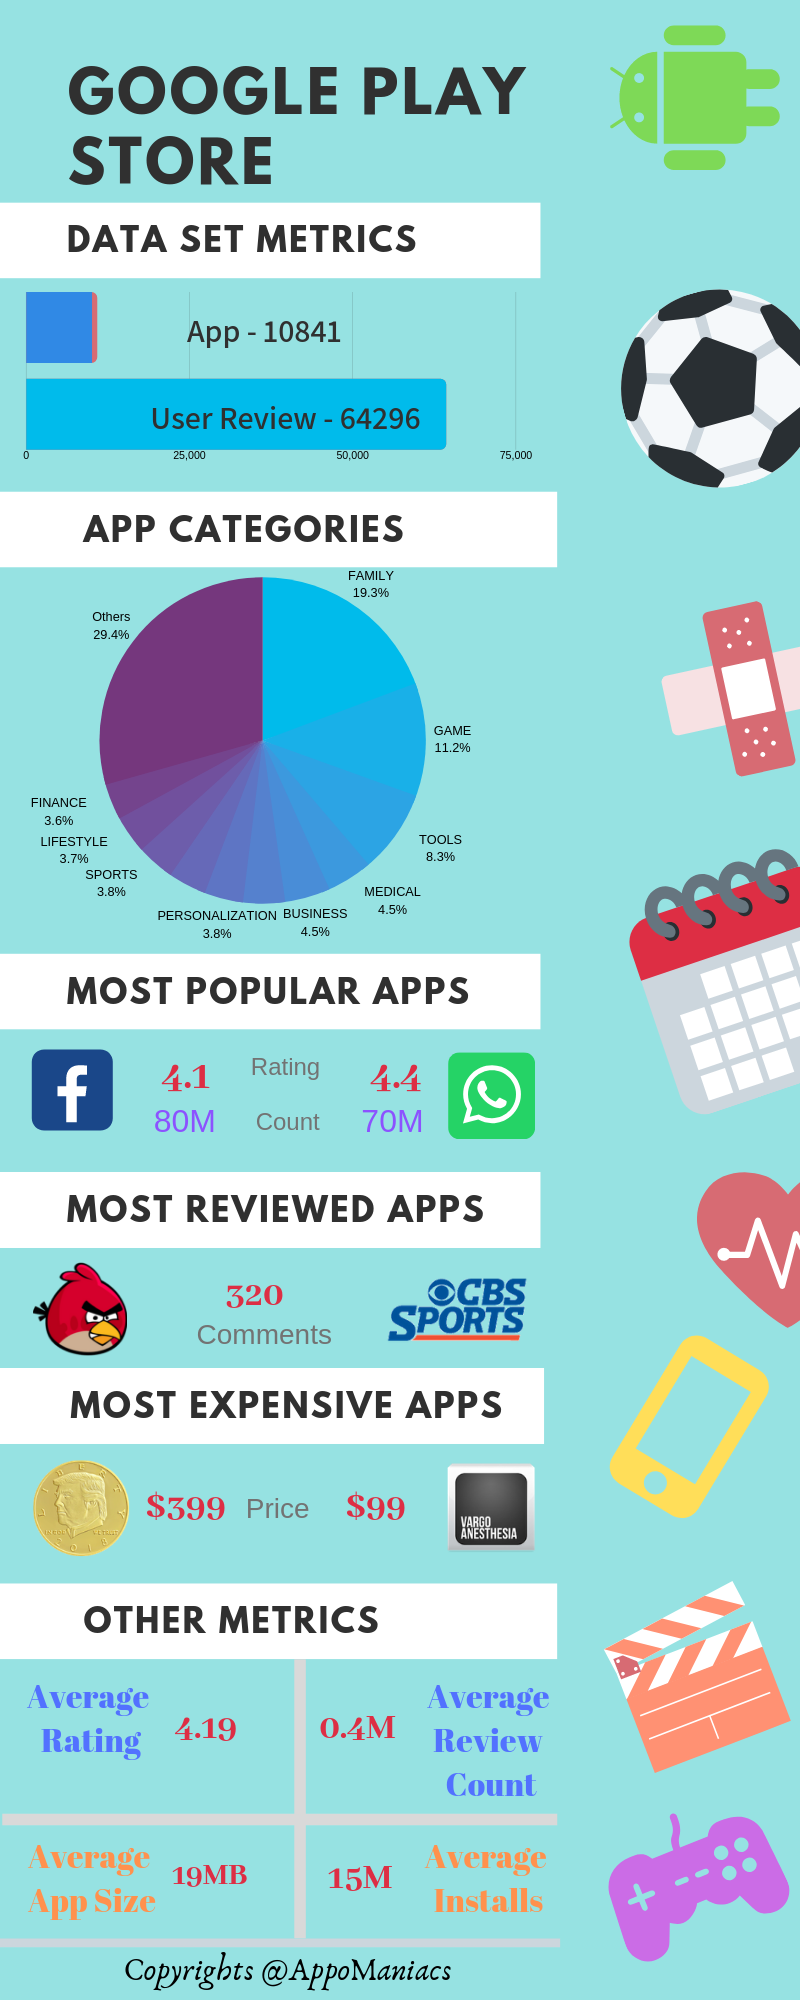 GOOGLE PLAY
STORE
DATA SET METRICS
App - 10841
User Review - 64296
0 25,000 50,000 75,000
APP CATEGORIES
FAMILY
19.3%
Others
29.4%
GAME
11.2%
FINANCE
3.6%
TOOLS
8.3%
LIFESTYLE
3.7%
SPORTS
3.8%
MEDICAL
4.5%
PERSONALIZATION
3.8%
BUSINESS
4.5%
MOST POPULAR APPS
4.1 Rating 4.4
80M Count 70M
MOST REVIEWED APPS
320
Comments
CBS
SPORTS
MOST EXPENSIVE APPS
LIBERTY
2018
$399 Price $99
VARGO
ANESTHESIA
OTHER METRICS
Average
Rating
4.19
0.4M
Average
Review
Count
Average
App Size
19MB
15M
Average
Installs
Copyrights @AppoManiacs